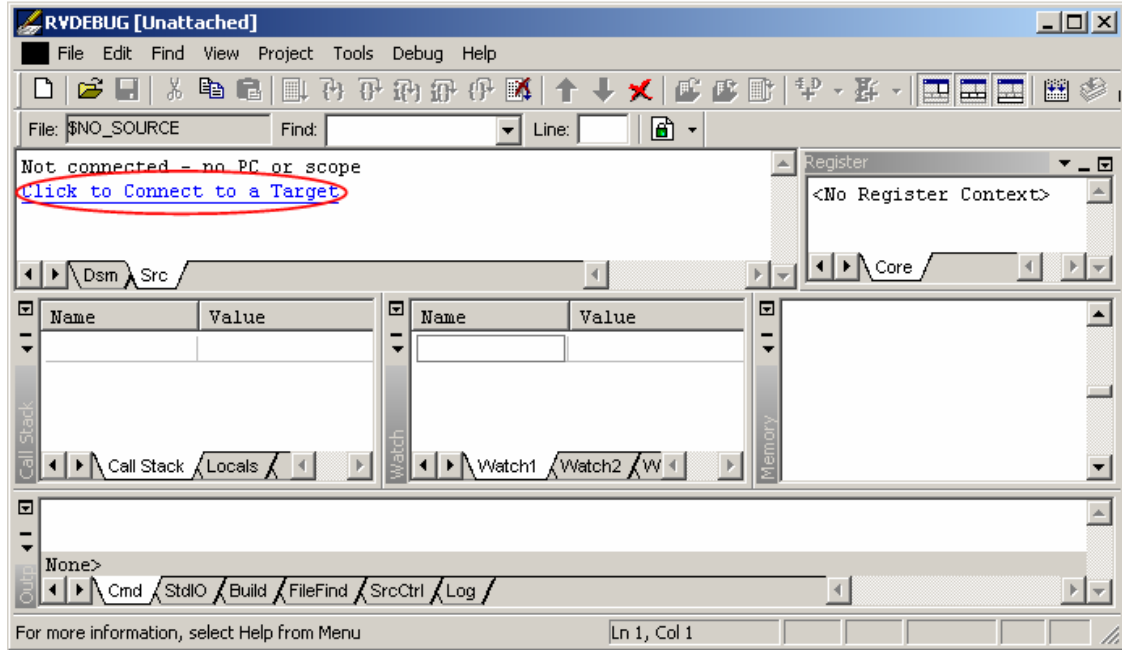 RVDEBUG [Unattached]
File Edit Find View Project Tools Debug Help
File: $NO_SOURCE Find: Line:
Not connected - no PC or scope
Click to Connect to a Target
Dsm Src
Register
<No Register Context>
Core
Name Value
Call Stack
Call Stack Locals
Name Value
Watch
Watch1 Watch2 W
Memory
None>
Outp
Cmd StdIO Build FileFind SrcCtrl Log
For more information, select Help from Menu Ln 1, Col 1